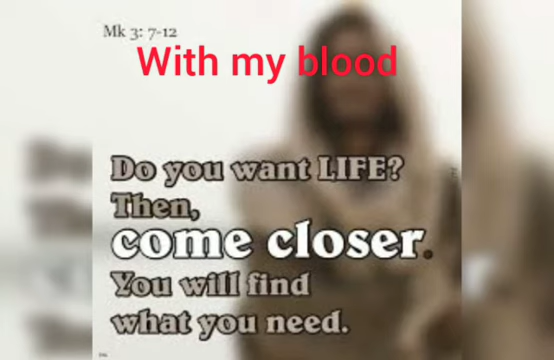 Mk 3: 7-12
With my blood
Do you want LIFE?
Then,
come closer.
You will find
what you need.